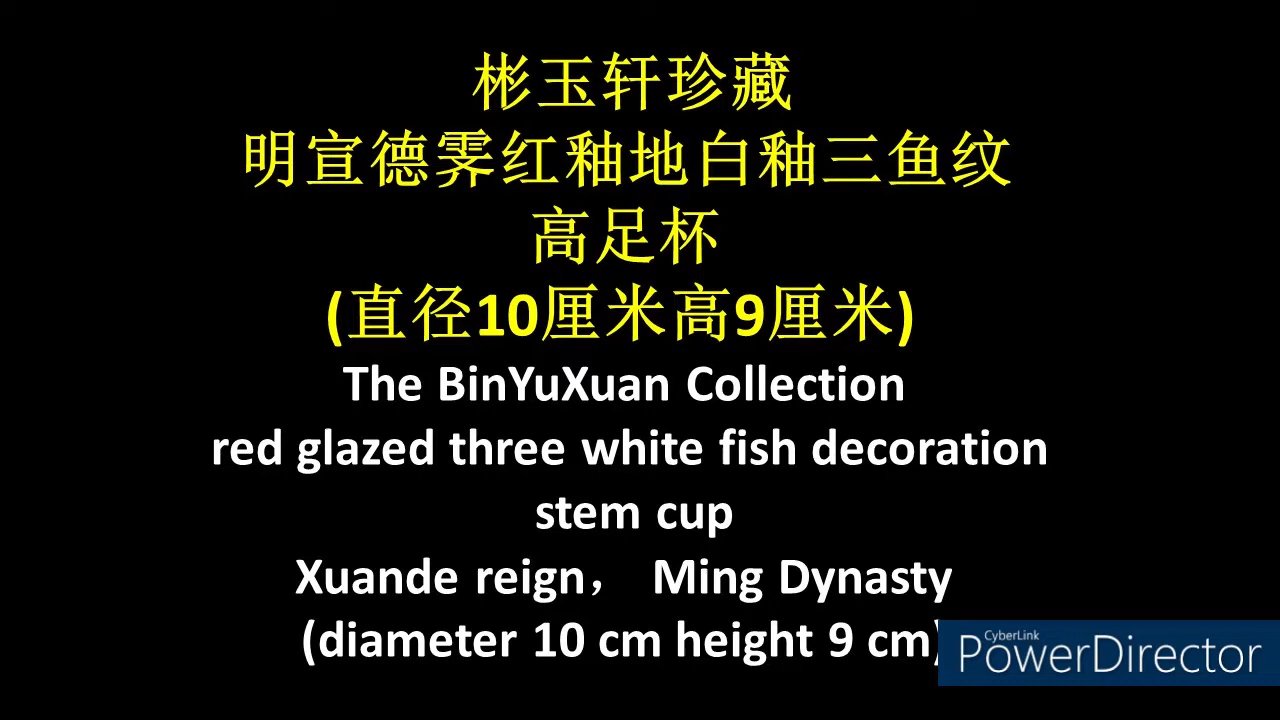 彬玉轩珍藏
明宣德霁红釉地白釉三鱼纹
高足杯
(直径10厘米高9厘米)
The BinYuXuan Collection
red glazed three white fish decoration
stem cup
Xuande reign， Ming Dynasty
(diameter 10 cm height 9 cm)
CyberLink
PowerDirector